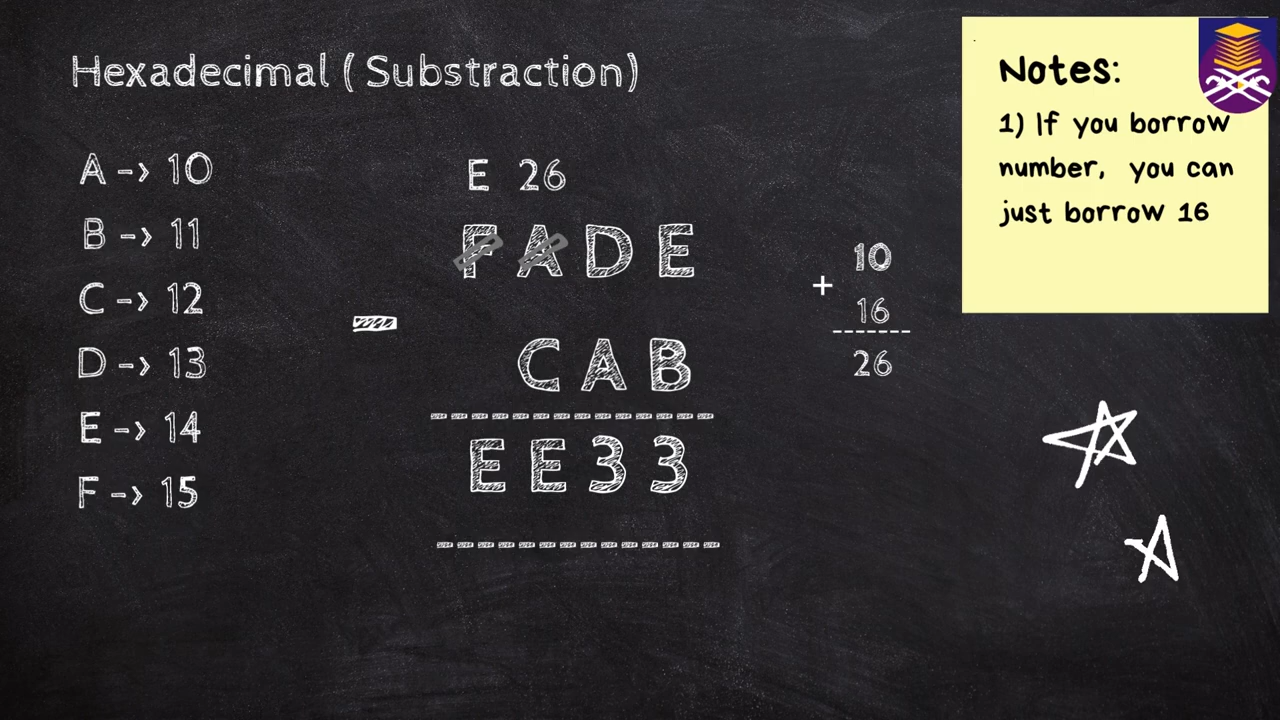 Hexadecimal ( Substraction)
A -> 10
B -> 11
C -> 12
D -> 13
E -> 14
F -> 15
E 26
F A D E
-
C A B
E E 3 3
10
+
16
26
Notes:
1) If you borrow
number, you can
just borrow 16